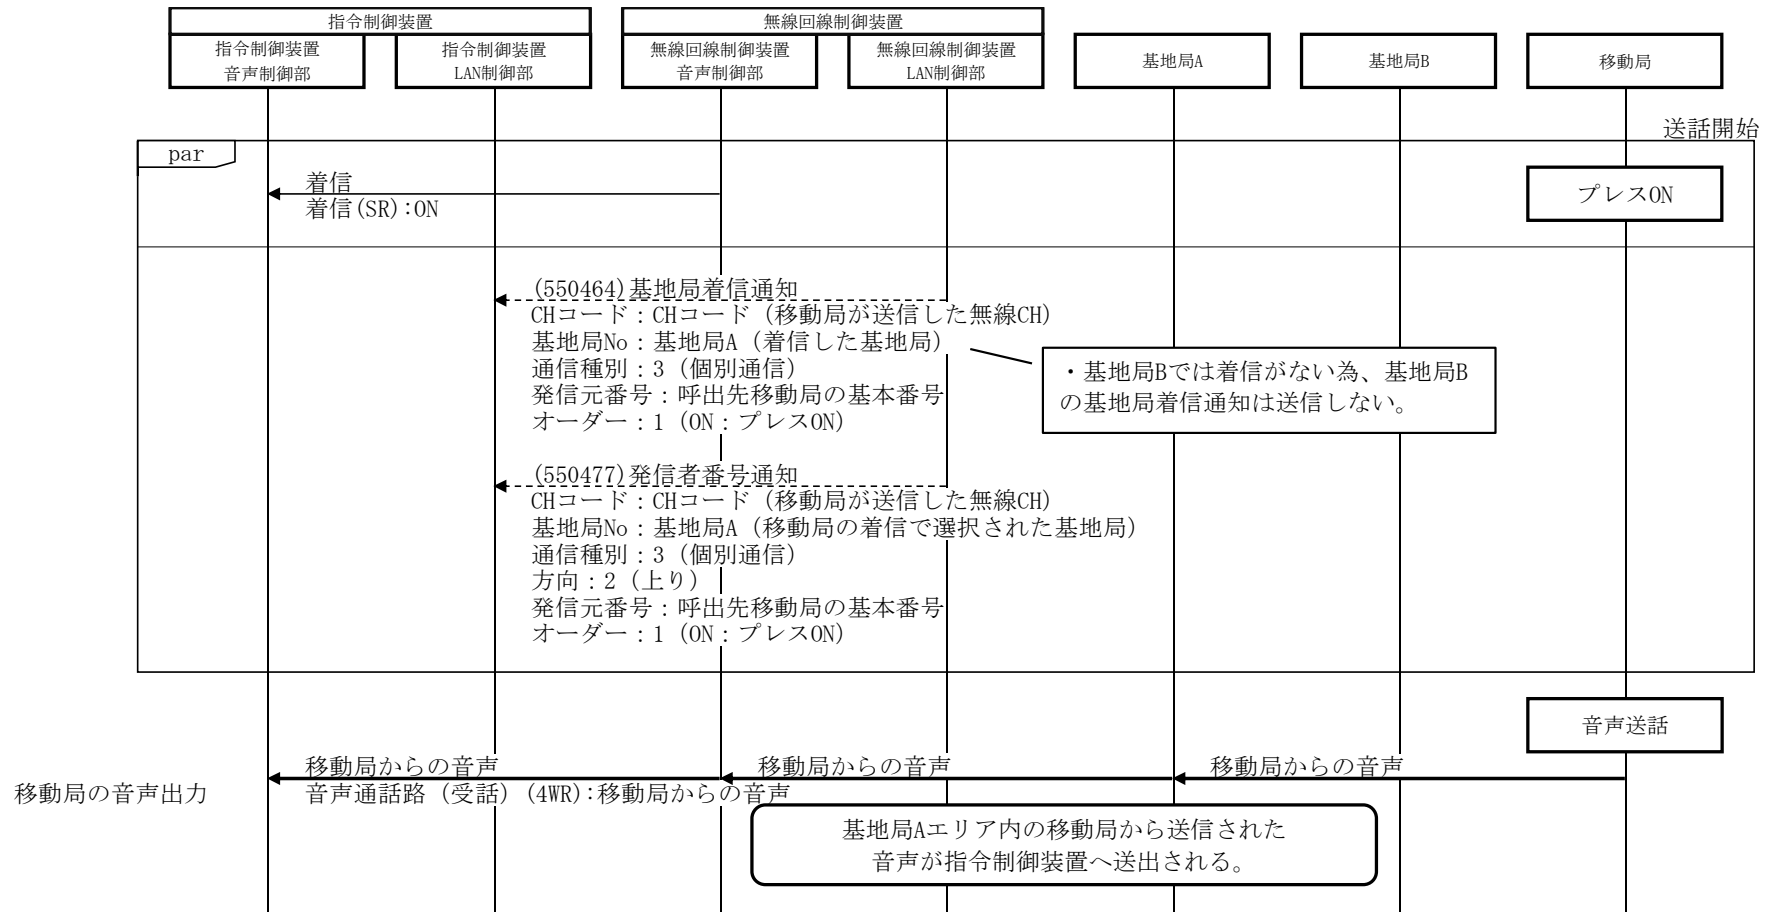 指令制御装置
無線回線制御装置
指令制御装置
音声制御部
指令制御装置
LAN制御部
無線回線制御装置
音声制御部
無線回線制御装置
LAN制御部
基地局A
基地局B
移動局
送話開始
par
着信
着信(SR):ON
プレスON
(550464)基地局着信通知
CHコード：CHコード（移動局が送信した無線CH）
基地局No：基地局A（着信した基地局）
通信種別：3（個別通信）
発信元番号：呼出先移動局の基本番号
オーダー：1（ON：プレスON）
・基地局Bでは着信がない為、基地局B
の基地局着信通知は送信しない。
(550477)発信者番号通知
CHコード：CHコード（移動局が送信した無線CH）
基地局No：基地局A（移動局の着信で選択された基地局）
通信種別：3（個別通信）
方向：2（上り）
発信元番号：呼出先移動局の基本番号
オーダー：1（ON：プレスON）
音声送話
移動局からの音声
移動局からの音声
移動局からの音声
移動局の音声出力
音声通話路（受話）(4WR):移動局からの音声
基地局Aエリア内の移動局から送信された
音声が指令制御装置へ送出される。